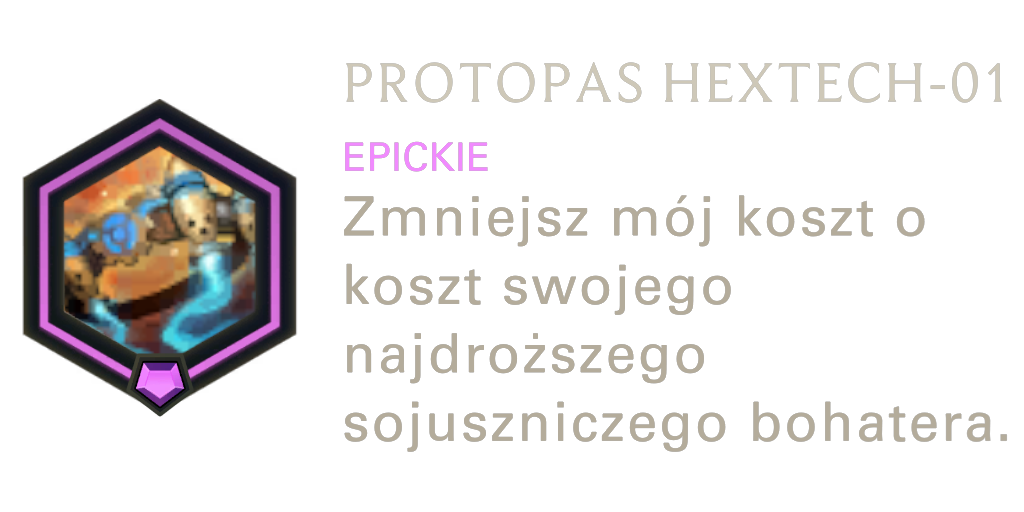 PROTOPAS HEXTECH-01
EPICKIE
Zmniejsz mój koszt o
koszt swojego
najdroższego
sojuszniczego bohatera.